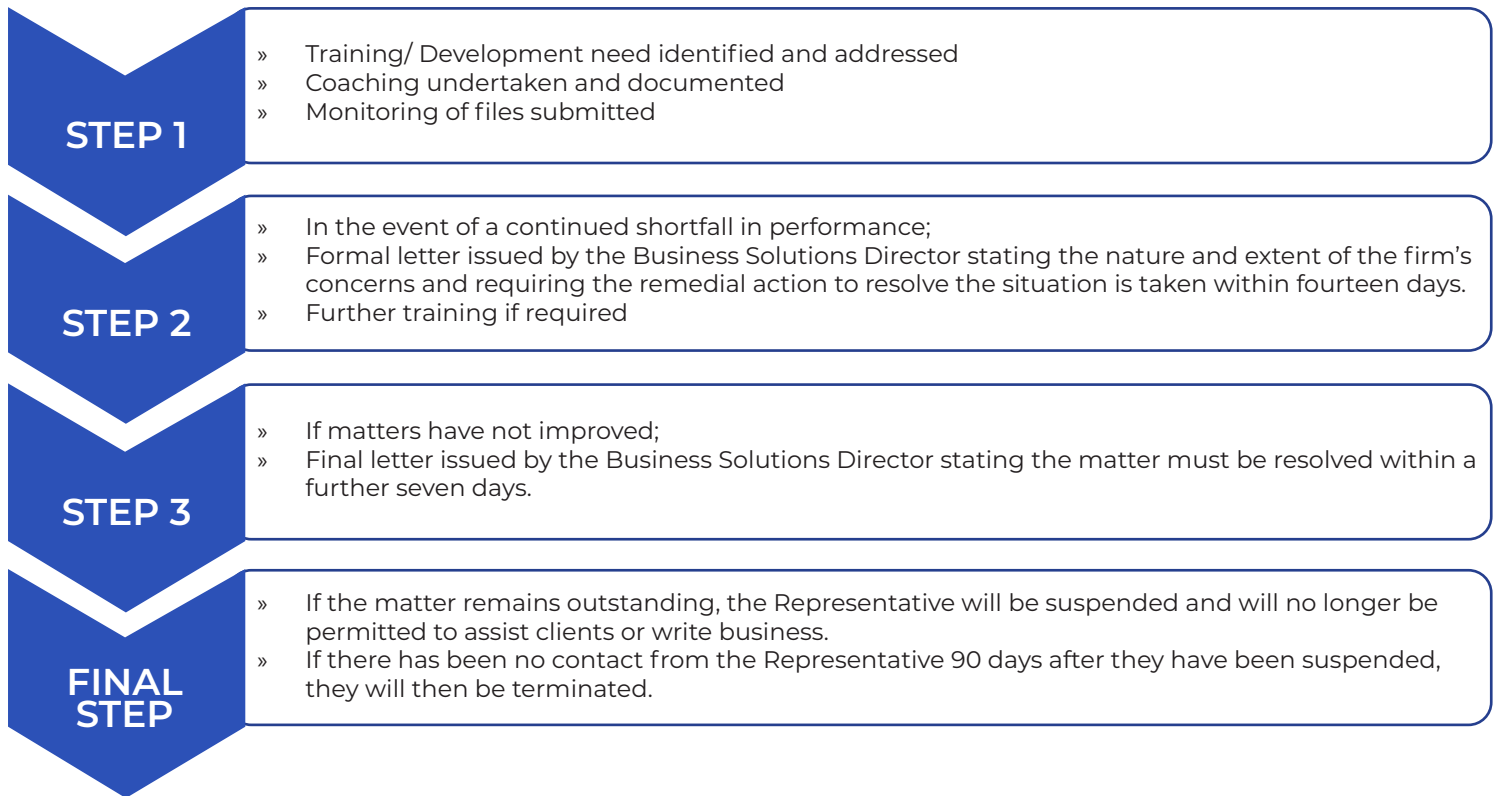 STEP 1
» Training/ Development need identified and addressed
» Coaching undertaken and documented
» Monitoring of files submitted
STEP 2
» In the event of a continued shortfall in performance;
» Formal letter issued by the Business Solutions Director stating the nature and extent of the firm's
concerns and requiring the remedial action to resolve the situation is taken within fourteen days.
» Further training if required
STEP 3
» If matters have not improved;
» Final letter issued by the Business Solutions Director stating the matter must be resolved within a
further seven days.
FINAL
STEP
» If the matter remains outstanding, the Representative will be suspended and will no longer be
permitted to assist clients or write business.
» If there has been no contact from the Representative 90 days after they have been suspended,
they will then be terminated.